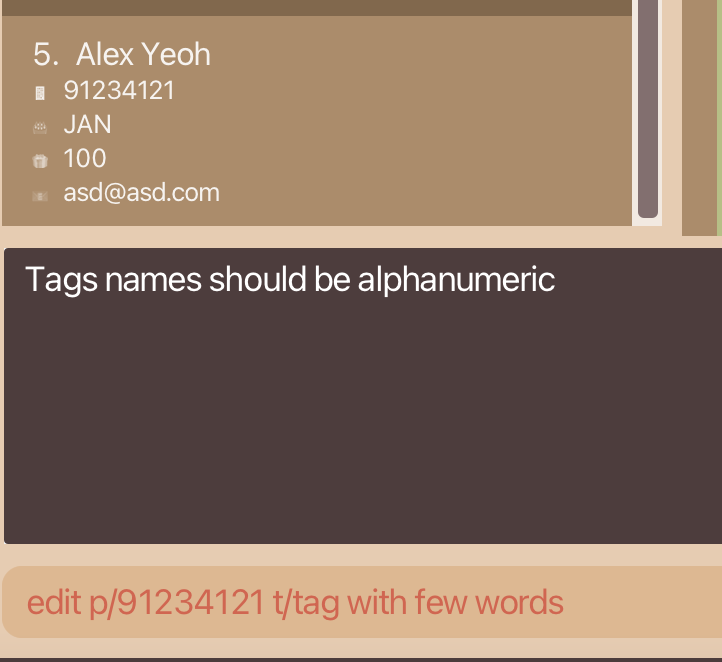 5. Alex Yeoh
91234121
JAN
100
asd@asd.com
Tags names should be alphanumeric
edit p/91234121 t/tag with few words